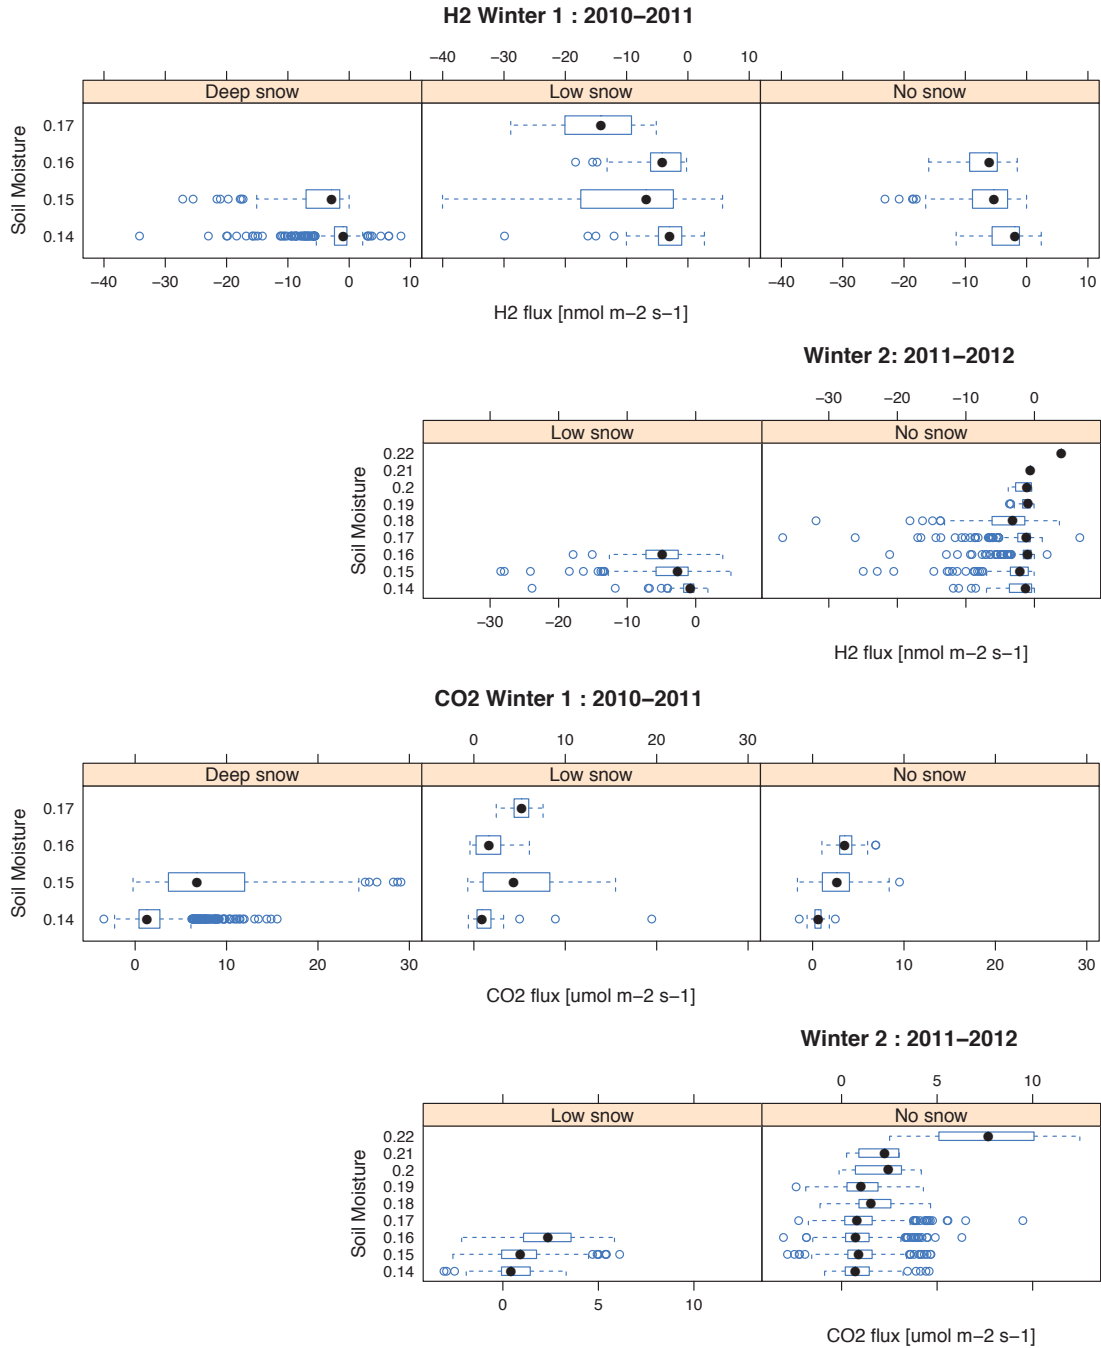 H2 Winter 1 : 2010−2011
−40 −30 −20 −10 0 10
Deep snow Low snow No snow
Soil Moisture
0.17
0.16
0.15
0.14
−40 −30 −20 −10 0 10 −40 −30 −20 −10 0 10
H2 flux [nmol m−2 s−1]
Winter 2: 2011−2012
−30 −20 −10 0
Low snow No snow
Soil Moisture
0.22
0.21
0.2
0.19
0.18
0.17
0.16
0.15
0.14
−30 −20 −10 0
H2 flux [nmol m−2 s−1]
CO2 Winter 1 : 2010−2011
0 10 20 30
Deep snow Low snow No snow
Soil Moisture
0.17
0.16
0.15
0.14
0 10 20 30 0 10 20 30
CO2 flux [umol m−2 s−1]
Winter 2 : 2011−2012
0 5 10
Low snow No snow
Soil Moisture
0.22
0.21
0.2
0.19
0.18
0.17
0.16
0.15
0.14
0 5 10
CO2 flux [umol m−2 s−1]